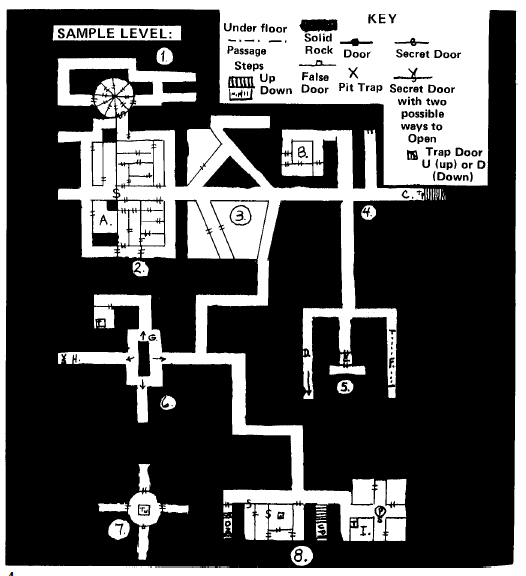 SAMPLE LEVEL:
KEY
Under floor
Passage
Steps
Up
Down
Solid
Rock
False
Door
Door
Pit Trap
Secret Door
Secret Door
with two
possible
ways to
Open
Trap Door
U (up) or D
(Down)
1.
2.
3.
4.
5.
6.
7.
8.
A.
B.
C.
D.
G.
H.
I.
S
S
S
4